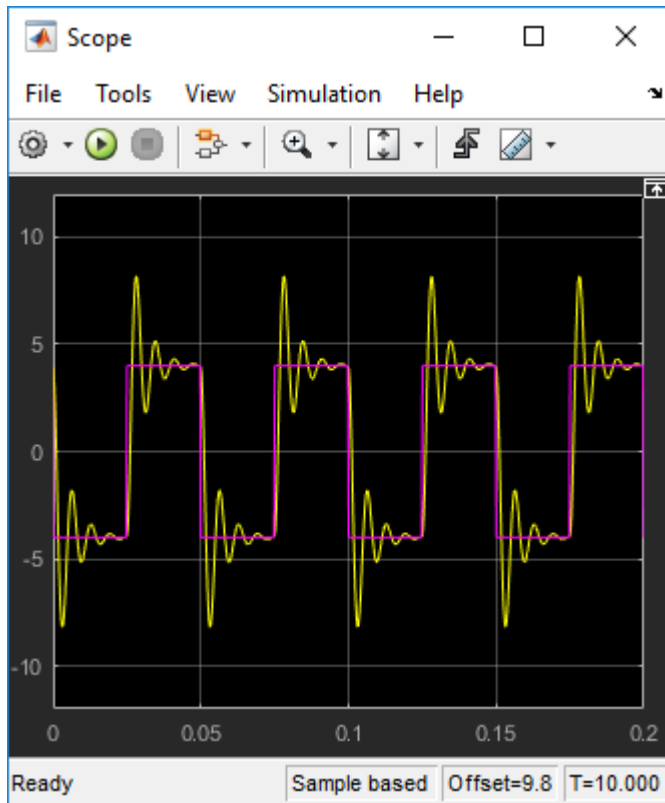 Scope
File Tools View Simulation Help
10
5
0
-5
-10
0 0.05 0.1 0.15 0.2
Ready Sample based Offset=9.8 T=10.000